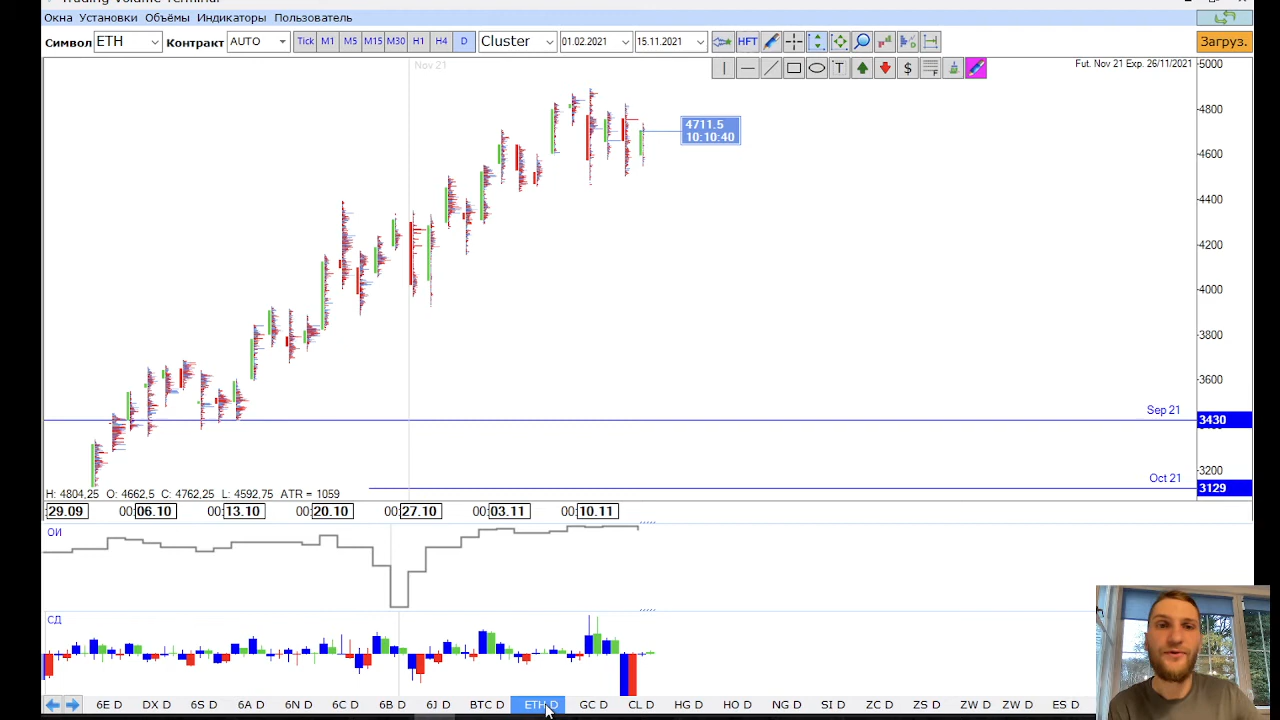 Trading Volume Terminal
Окна Установки Объёмы Индикаторы Пользователь
Символ ETH Контракт AUTO Tick M1 M5 M15 M30 H1 H4 D Cluster 01.02.2021 15.11.2021 HFT Загруз.
T $ F
Nov 21
Fut. Nov 21 Exp. 26/11/2021
5000
4800
4711.5
10:10:40
4600
4400
4200
4000
3800
3600
Sep 21
3430
3200
Oct 21
3129
H: 4804,25 O: 4662,5 C: 4762,25 L: 4592,75 ATR = 1059
29.09 00:06.10 00:13.10 00:20.10 00:27.10 00:03.11 00:10.11
ОИ
СД
6E D DX D 6S D 6A D 6N D 6C D 6B D 6J D BTC D ETH D GC D CL D HG D HO D NG D SI D ZC D ZS D ZW D ZW D ES D